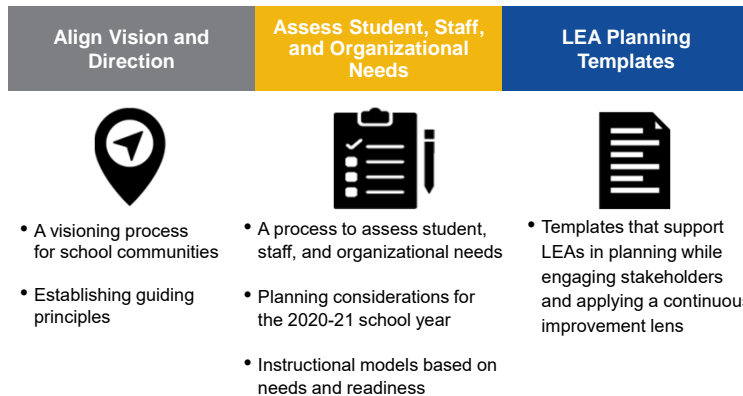 Align Vision and
Direction
Assess Student, Staff,
and Organizational
Needs
LEA Planning
Templates
• A visioning process
for school communities
• Establishing guiding
principles
• A process to assess student,
staff, and organizational needs
• Planning considerations for
the 2020-21 school year
• Instructional models based on
needs and readiness
• Templates that support
LEAs in planning while
engaging stakeholders
and applying a continuous
improvement lens